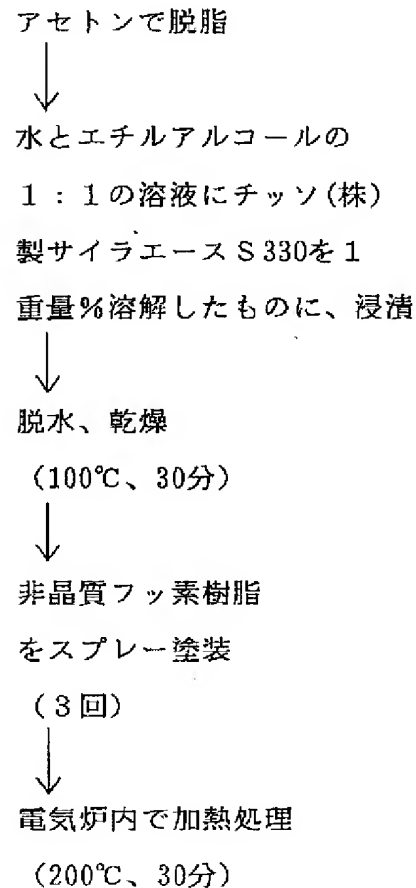 アセトンで脱脂
↓
水とエチルアルコールの
1:1の溶液にチッソ(株)
製サイラエースS330を1
重量%溶解したものに、浸漬
↓
脱水、乾燥
(100℃、30分)
↓
非晶質フッ素樹脂
をスプレー塗装
(3回)
↓
電気炉内で加熱処理
(200℃、30分)